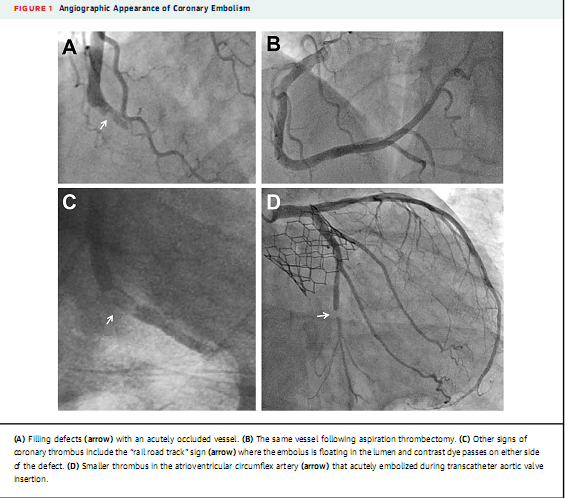 FIGURE 1 Angiographic Appearance of Coronary Embolism
A
B
C
D
(A) Filling defects (arrow) with an acutely occluded vessel. (B) The same vessel following aspiration thrombectomy. (C) Other signs of
coronary thrombus include the "rail road track" sign (arrow) where the embolus is floating in the lumen and contrast dye passes on either side
of the defect. (D) Smaller thrombus in the atrioventricular circumflex artery (arrow) that acutely embolized during transcatheter aortic valve
insertion.